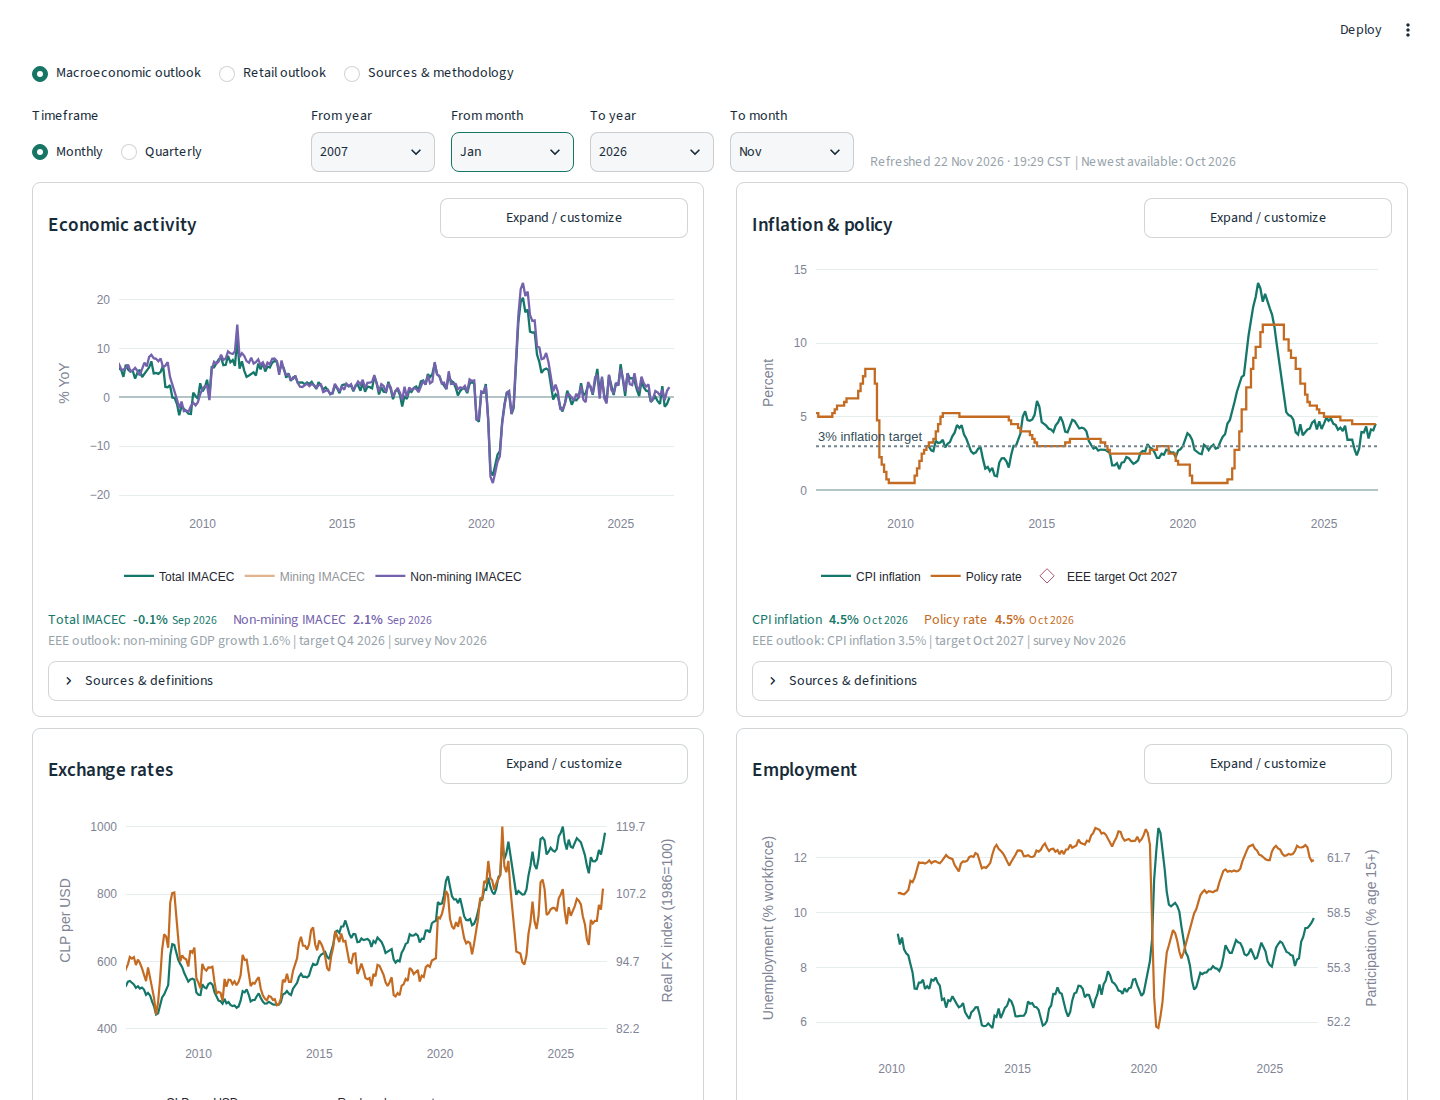 Deploy
Macroeconomic outlook Retail outlook Sources & methodology
Timeframe From year From month To year To month
Monthly Quarterly 2007 Jan 2026 Nov Refreshed 22 Nov 2026 · 19:29 CST | Newest available: Oct 2026
Economic activity
Expand / customize
20
10
0
−10
−20
% YoY
2010 2015 2020 2025
Total IMACEC Mining IMACEC Non-mining IMACEC
Total IMACEC -0.1% Sep 2026 Non-mining IMACEC 2.1% Sep 2026
EEE outlook: non-mining GDP growth 1.6% | target Q4 2026 | survey Nov 2026
Sources & definitions
Inflation & policy
Expand / customize
15
10
5
0
Percent
3% inflation target
2010 2015 2020 2025
CPI inflation Policy rate EEE target Oct 2027
CPI inflation 4.5% Oct 2026 Policy rate 4.5% Oct 2026
EEE outlook: CPI inflation 3.5% | target Oct 2027 | survey Nov 2026
Sources & definitions
Exchange rates
Expand / customize
1000 119.7
800 107.2
600 94.7
400 82.2
CLP per USD
Real FX index (1986=100)
2010 2015 2020 2025
Employment
Expand / customize
12 61.7
10 58.5
8 55.3
6 52.2
Unemployment (% workforce)
Participation (% age 15+)
2010 2015 2020 2025